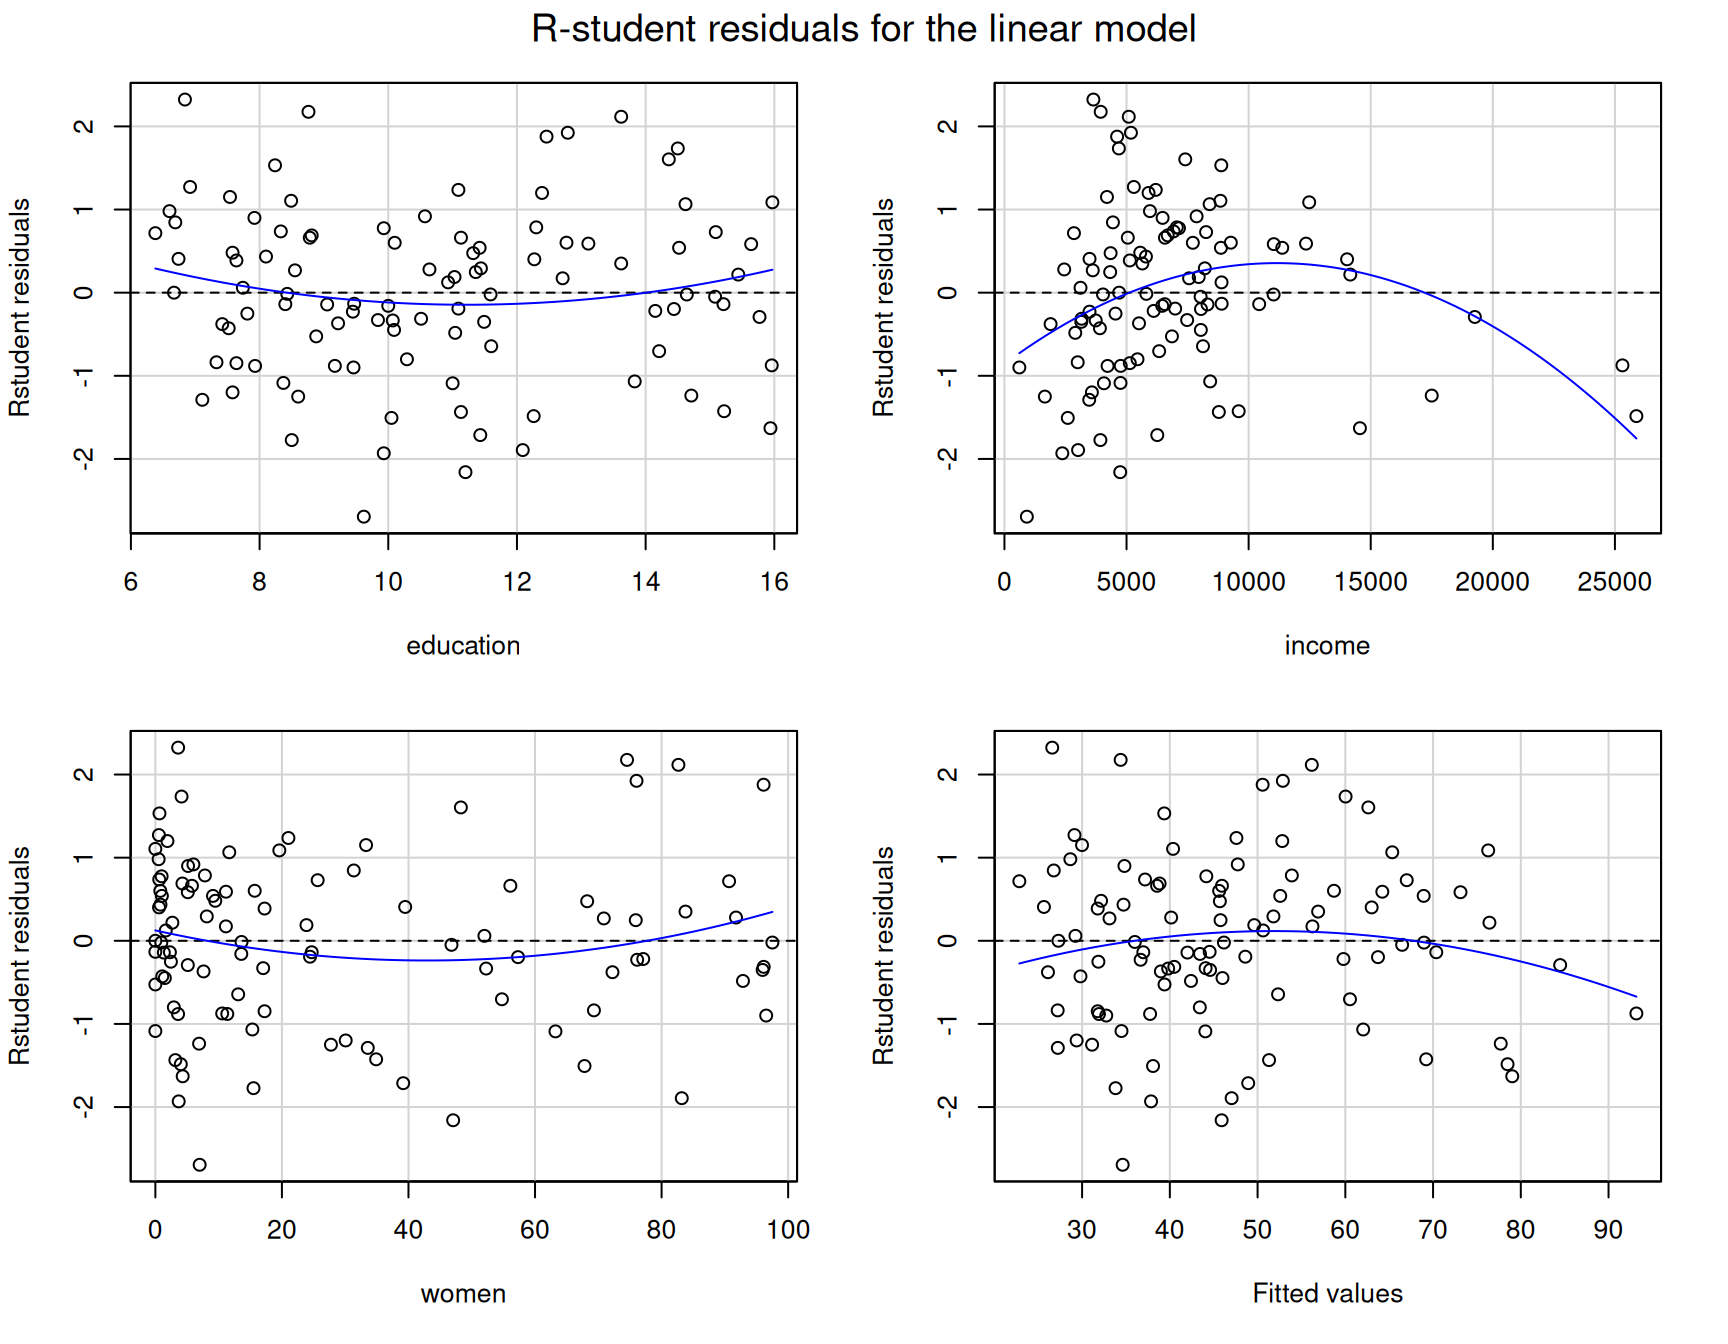 R-student residuals for the linear model
Rstudent residuals
2
1
0
-1
-2
6 8 10 12 14 16
education
Rstudent residuals
2
1
0
-1
-2
0 5000 10000 15000 20000 25000
income
Rstudent residuals
2
1
0
-1
-2
0 20 40 60 80 100
women
Rstudent residuals
2
1
0
-1
-2
30 40 50 60 70 80 90
Fitted values